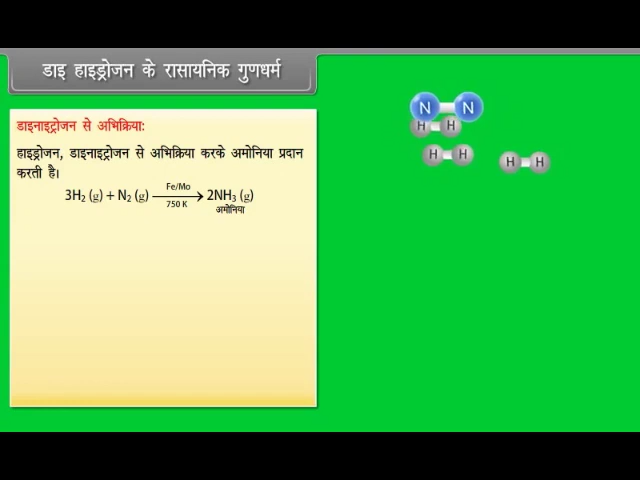 डाइ हाइड्रोजन के रासायनिक गुणधर्म
डाइनाइट्रोजन से अभिक्रिया:
हाइड्रोजन, डाइनाइट्रोजन से अभिक्रिया करके अमोनिया प्रदान
करती है।
3H₂ (g) + N₂ (g) Fe/Mo 750 K ⟶ 2NH₃ (g)
अमोनिया
N N
H H
H H
H H